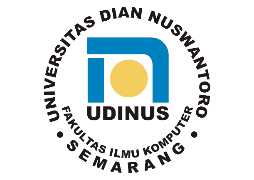 UNIVERSITAS DIAN NUSWANTORO
UDINUS
FAKULTAS ILMU KOMPUTER
• SEMARANG •